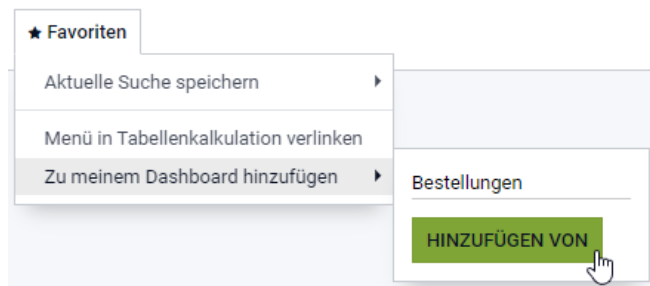 ★ Favoriten
Aktuelle Suche speichern
Menü in Tabellenkalkulation verlinken
Zu meinem Dashboard hinzufügen
Bestellungen
HINZUFÜGEN VON